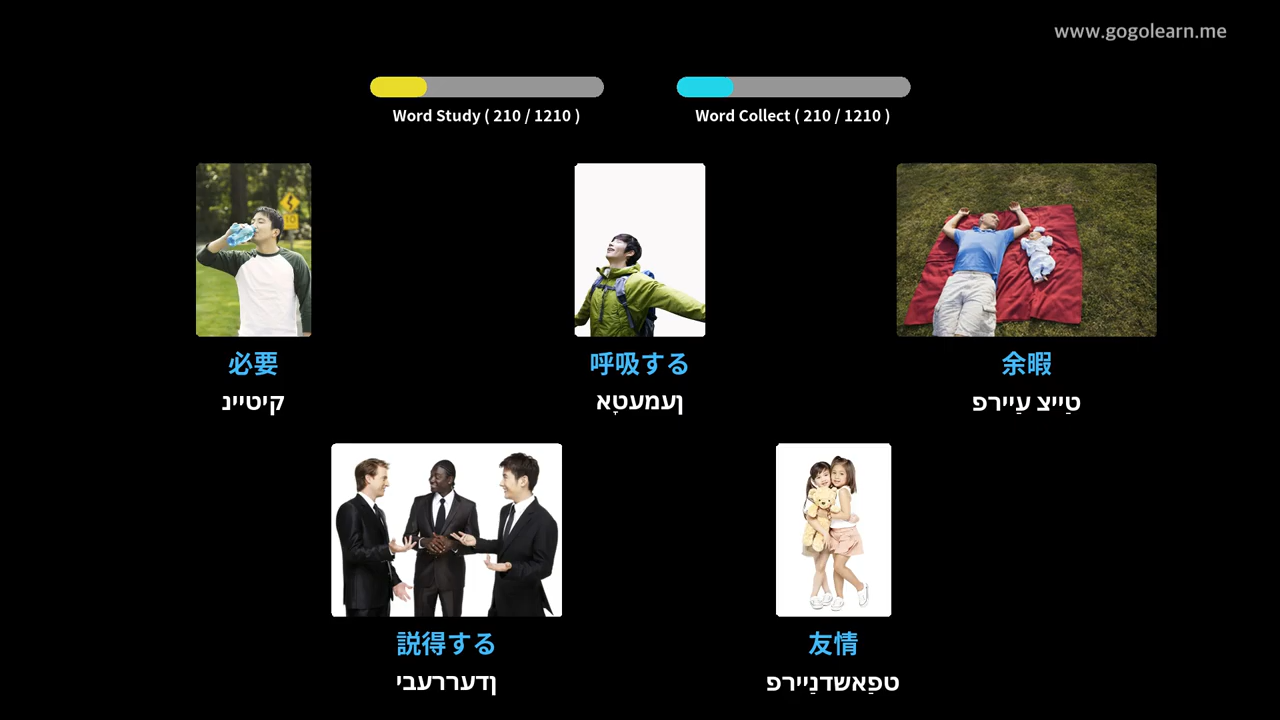 www.gogolearn.me
Word Study ( 210 / 1210 )
Word Collect ( 210 / 1210 )
必要
קיטיינ
呼吸する
ןעמעטָא
余暇
טַייצ עַיירפ
説得する
ןדעררעבי
友情
טפַאשדנַיירפ